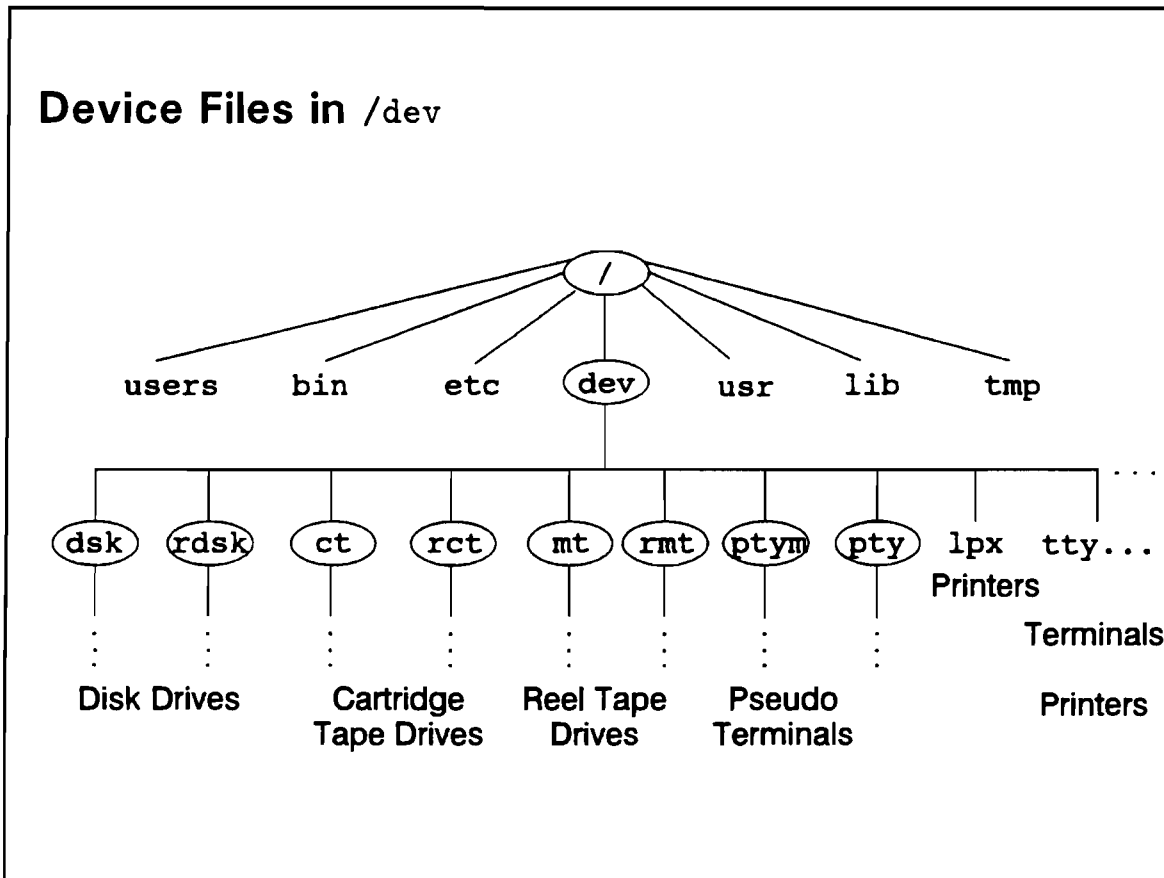 Device Files in /dev
/
users bin etc dev usr lib tmp
...
dsk rdsk ct rct mt rmt ptym pty lpx tty...
Printers
Terminals
Disk Drives Cartridge Reel Tape Pseudo Printers
Tape Drives Drives Terminals